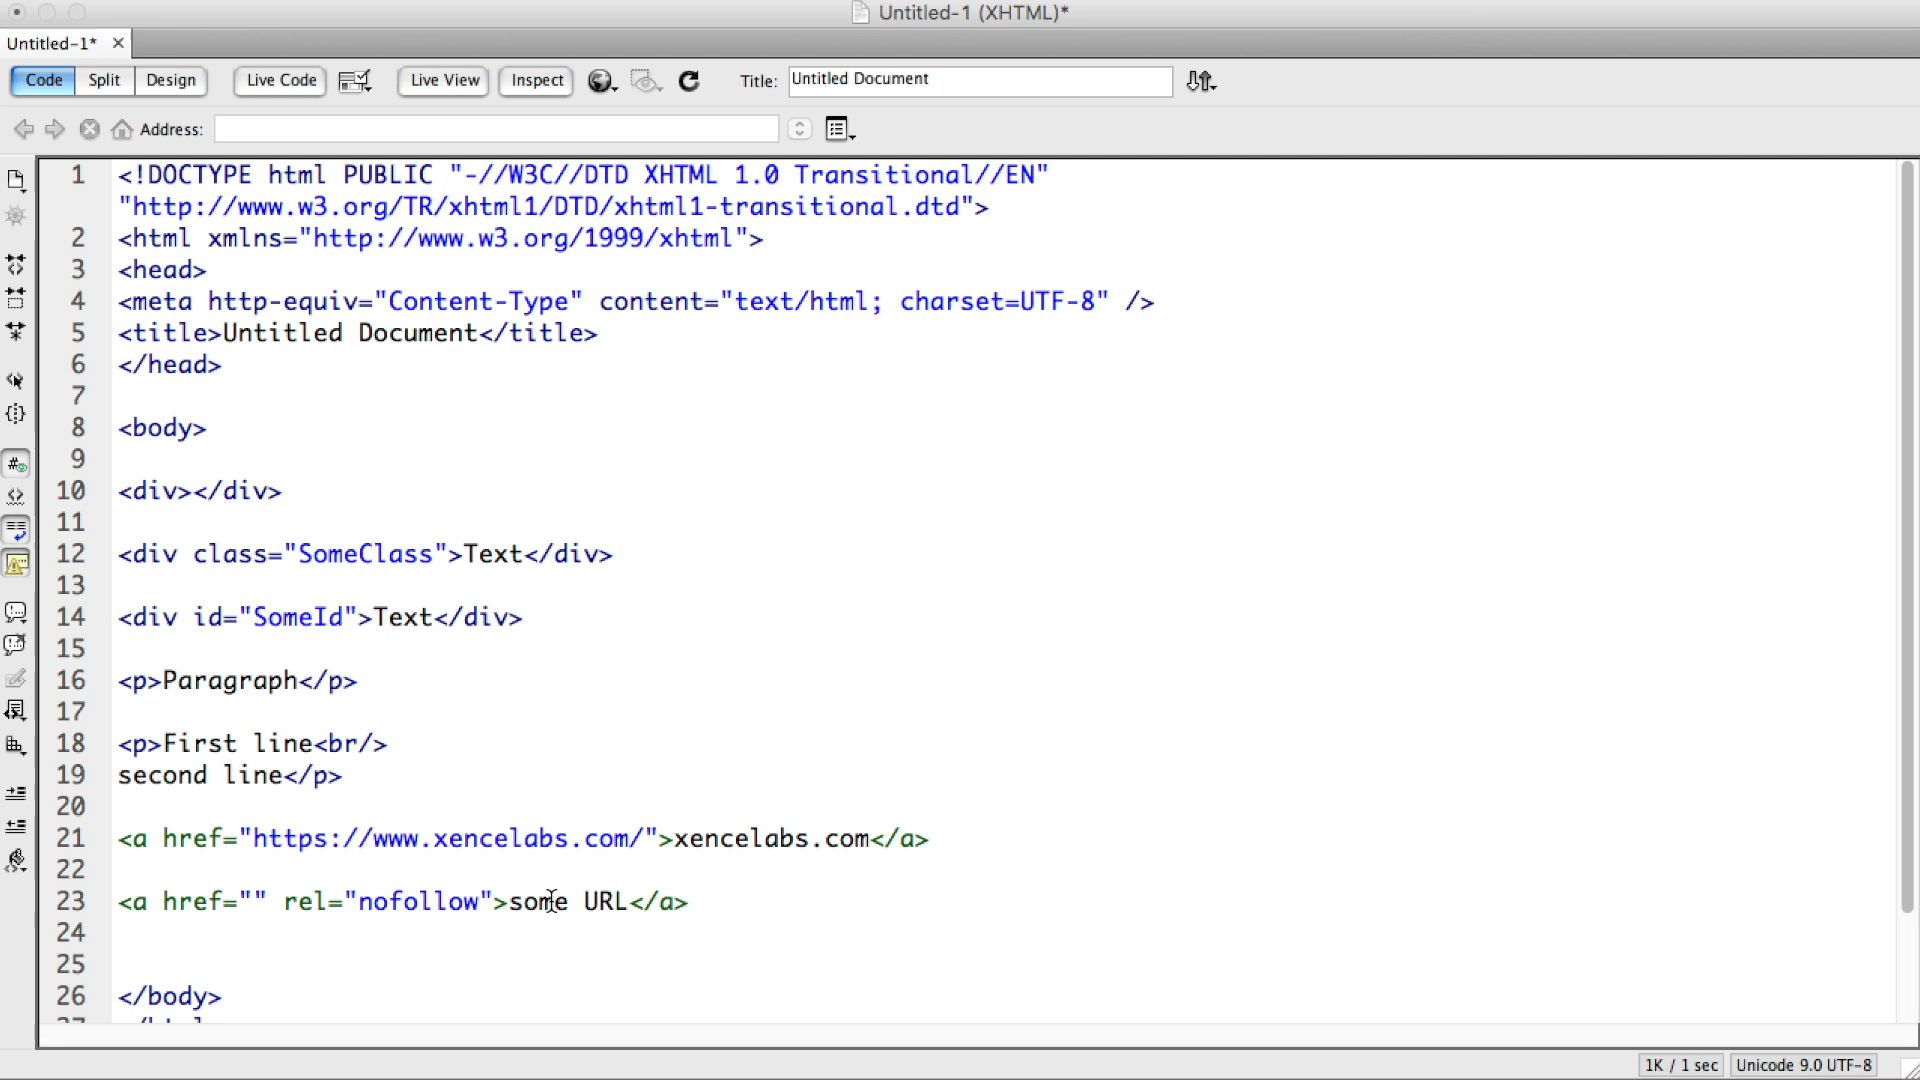 Untitled-1 (XHTML)*
Untitled-1*
Code Split Design Live Code Live View Inspect Title: Untitled Document
Address:
1 <!DOCTYPE html PUBLIC "-//W3C//DTD XHTML 1.0 Transitional//EN"
"http://www.w3.org/TR/xhtml1/DTD/xhtml1-transitional.dtd">
2 <html xmlns="http://www.w3.org/1999/xhtml">
3 <head>
4 <meta http-equiv="Content-Type" content="text/html; charset=UTF-8" />
5 <title>Untitled Document</title>
6 </head>
7
8 <body>
9
10 <div></div>
11
12 <div class="SomeClass">Text</div>
13
14 <div id="SomeId">Text</div>
15
16 <p>Paragraph</p>
17
18 <p>First line<br/>
19 second line</p>
20
21 <a href="https://www.xencelabs.com/">xencelabs.com</a>
22
23 <a href="" rel="nofollow">some URL</a>
24
25
26 </body>
1K / 1 sec Unicode 9.0 UTF-8